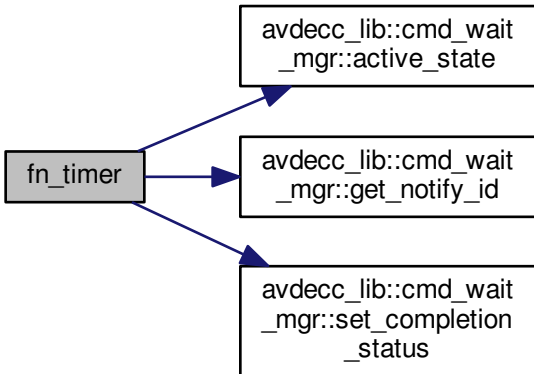 avdecc_lib::cmd_wait
_mgr::active_state
fn_timer
avdecc_lib::cmd_wait
_mgr::get_notify_id
avdecc_lib::cmd_wait
_mgr::set_completion
_status